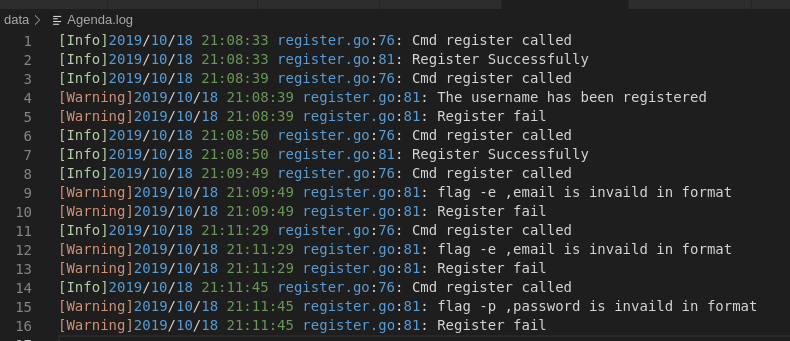 data > Agenda.log
1 [Info]2019/10/18 21:08:33 register.go:76: Cmd register called
2 [Info]2019/10/18 21:08:33 register.go:81: Register Successfully
3 [Info]2019/10/18 21:08:39 register.go:76: Cmd register called
4 [Warning]2019/10/18 21:08:39 register.go:81: The username has been registered
5 [Warning]2019/10/18 21:08:39 register.go:81: Register fail
6 [Info]2019/10/18 21:08:50 register.go:76: Cmd register called
7 [Info]2019/10/18 21:08:50 register.go:81: Register Successfully
8 [Info]2019/10/18 21:09:49 register.go:76: Cmd register called
9 [Warning]2019/10/18 21:09:49 register.go:81: flag -e ,email is invaild in format
10 [Warning]2019/10/18 21:09:49 register.go:81: Register fail
11 [Info]2019/10/18 21:11:29 register.go:76: Cmd register called
12 [Warning]2019/10/18 21:11:29 register.go:81: flag -e ,email is invaild in format
13 [Warning]2019/10/18 21:11:29 register.go:81: Register fail
14 [Info]2019/10/18 21:11:45 register.go:76: Cmd register called
15 [Warning]2019/10/18 21:11:45 register.go:81: flag -p ,password is invaild in format
16 [Warning]2019/10/18 21:11:45 register.go:81: Register fail